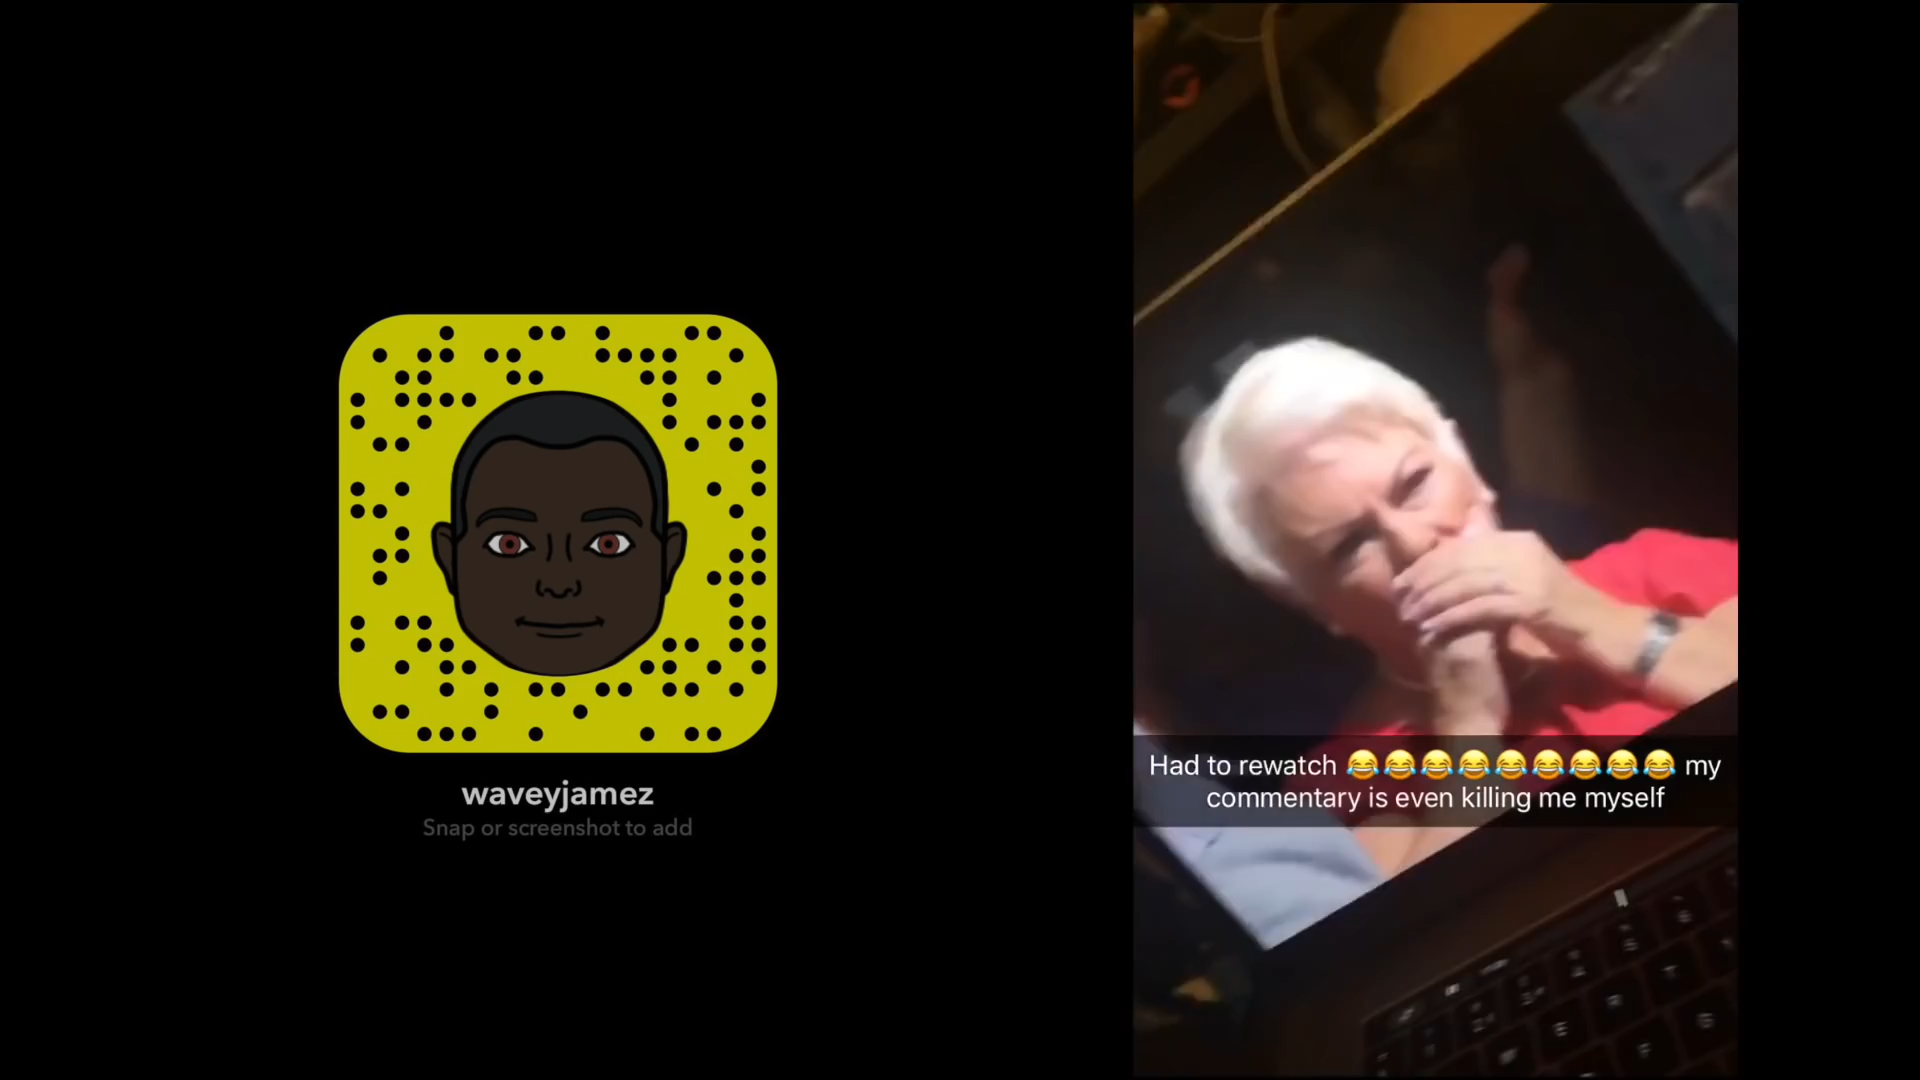 waveyjamez
Snap or screenshot to add
Had to rewatch 😂😂😂😂😂😂😂😂😂 my
commentary is even killing me myself